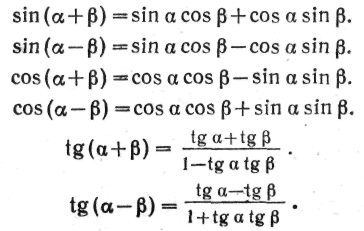 sin (α+β) =sin α cos β+cos α sin β.
sin (α−β) =sin α cos β−cos α sin β.
cos (α+β) =cos α cos β−sin α sin β.
cos (α−β) =cos α cos β+sin α sin β.
tg (α+β) = (tg α+tg β) / (1−tg α tg β) .
tg (α−β) = (tg α−tg β) / (1+tg α tg β) .